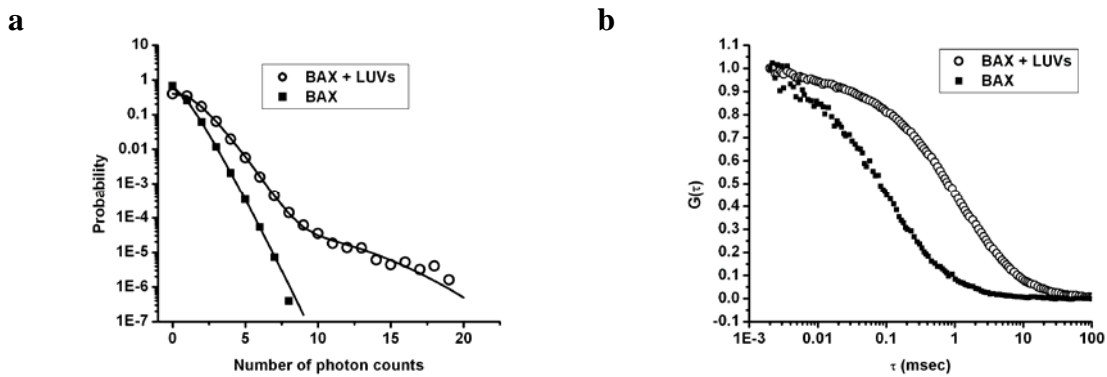 a
10
1
0.1
0.01
1E-3
1E-4
1E-5
1E-6
1E-7
Probability
0
5
10
15
20
Number of photon counts
BAX + LUVs
BAX
b
1.1
1.0
0.9
0.8
0.7
0.6
0.5
0.4
0.3
0.2
0.1
0.0
-0.1
G(τ)
1E-3
0.01
0.1
1
10
100
τ (msec)
BAX + LUVs
BAX